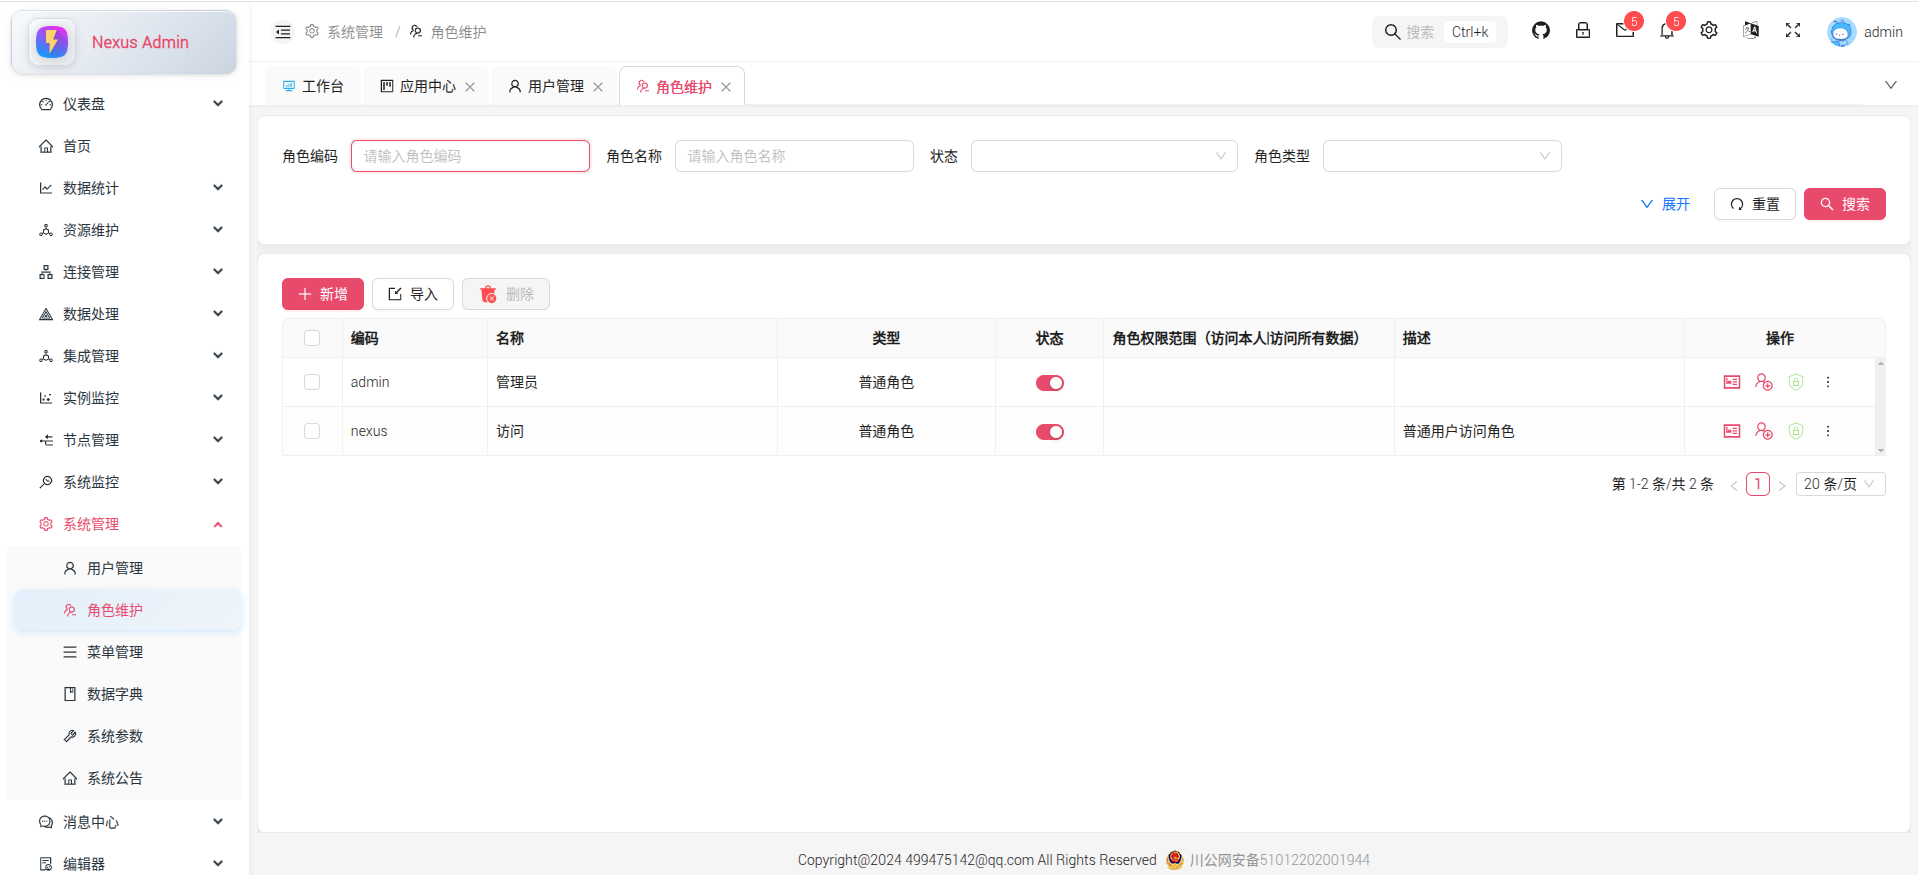 Nexus Admin
仪表盘
首页
数据统计
资源维护
连接管理
数据处理
集成管理
实例监控
节点管理
系统监控
系统管理
用户管理
角色维护
菜单管理
数据字典
系统参数
系统公告
消息中心
编辑器
系统管理 / 角色维护
搜索 Ctrl+k
5
5
admin
工作台 应用中心 用户管理 角色维护
角色编码 请输入角色编码 角色名称 请输入角色名称 状态 角色类型
展开 重置 搜索
新增 导入 删除
编码 名称 类型 状态 角色权限范围（访问本人|访问所有数据） 描述 操作
admin 管理员 普通角色
nexus 访问 普通角色 普通用户访问角色
第 1-2 条/共 2 条 < 1 > 20 条/页
Copyright@2024 499475142@qq.com All Rights Reserved 川公网安备51012202001944